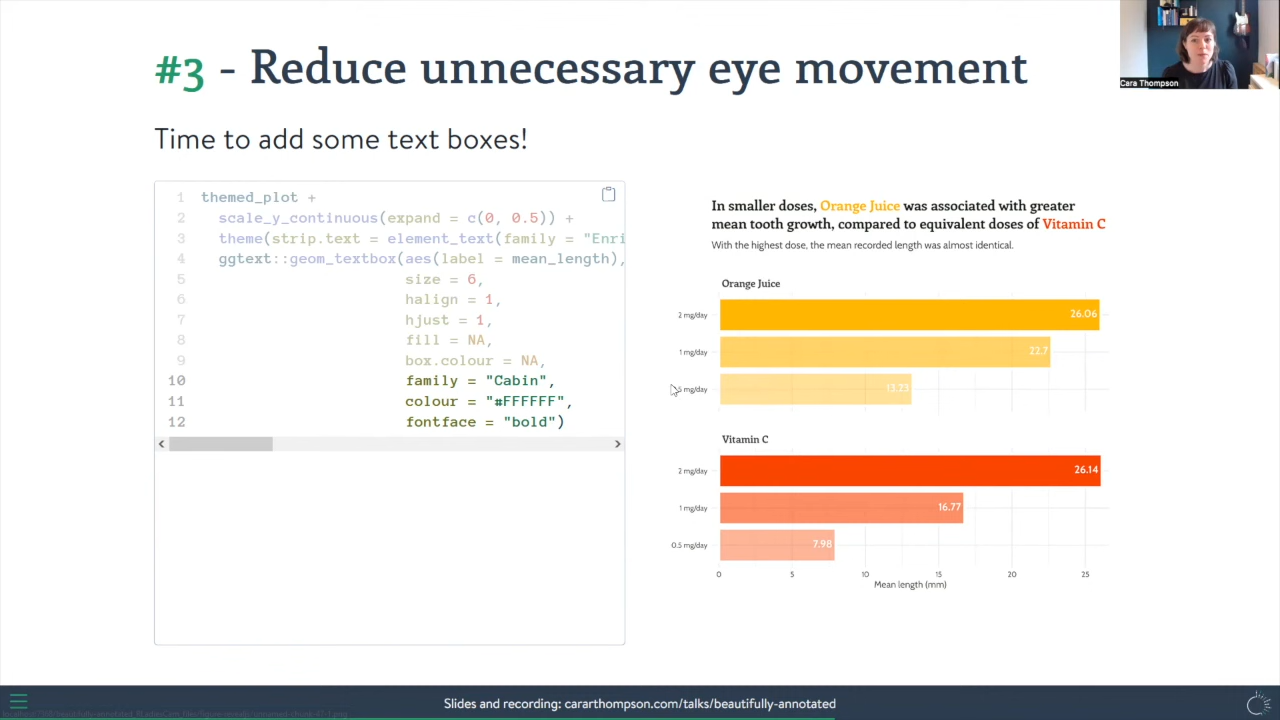 Cara Thompson
#3 - Reduce unnecessary eye movement
Time to add some text boxes!
1 themed_plot +
2 scale_y_continuous(expand = c(0, 0.5)) +
3 theme(strip.text = element_text(family = "Enri
4 ggtext::geom_textbox(aes(label = mean_length),
5 size = 6,
6 halign = 1,
7 hjust = 1,
8 fill = NA,
9 box.colour = NA,
10 family = "Cabin",
11 colour = "#FFFFFF",
12 fontface = "bold")
In smaller doses, Orange Juice was associated with greater
mean tooth growth, compared to equivalent doses of Vitamin C
With the highest dose, the mean recorded length was almost identical.
Orange Juice
2 mg/day 26.06
1 mg/day 22.7
5 mg/day 13.23
Vitamin C
2 mg/day 26.14
1 mg/day 16.77
0.5 mg/day 7.98
0 5 10 15 20 25
Mean length (mm)
Slides and recording: cararthompson.com/talks/beautifully-annotated